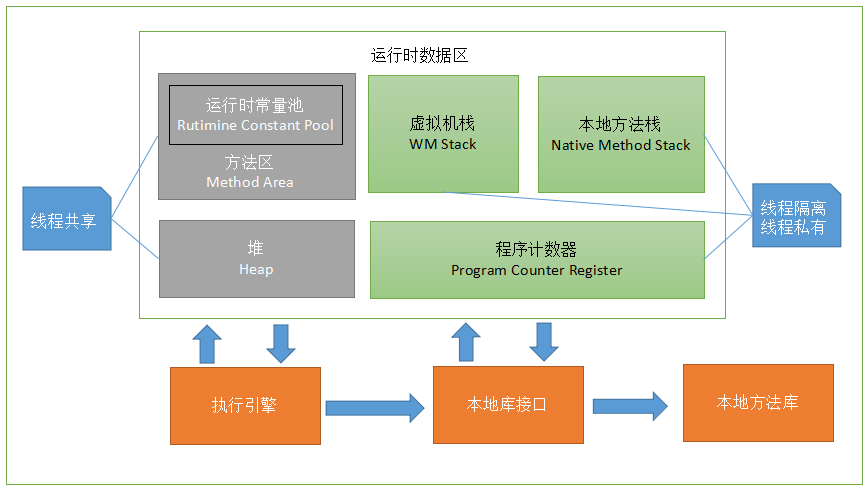 运行时数据区
运行时常量池
Rutimine Constant Pool
方法区
Method Area
虚拟机栈
WM Stack
本地方法栈
Native Method Stack
线程共享
堆
Heap
程序计数器
Program Counter Register
线程隔离
线程私有
执行引擎
本地库接口
本地方法库